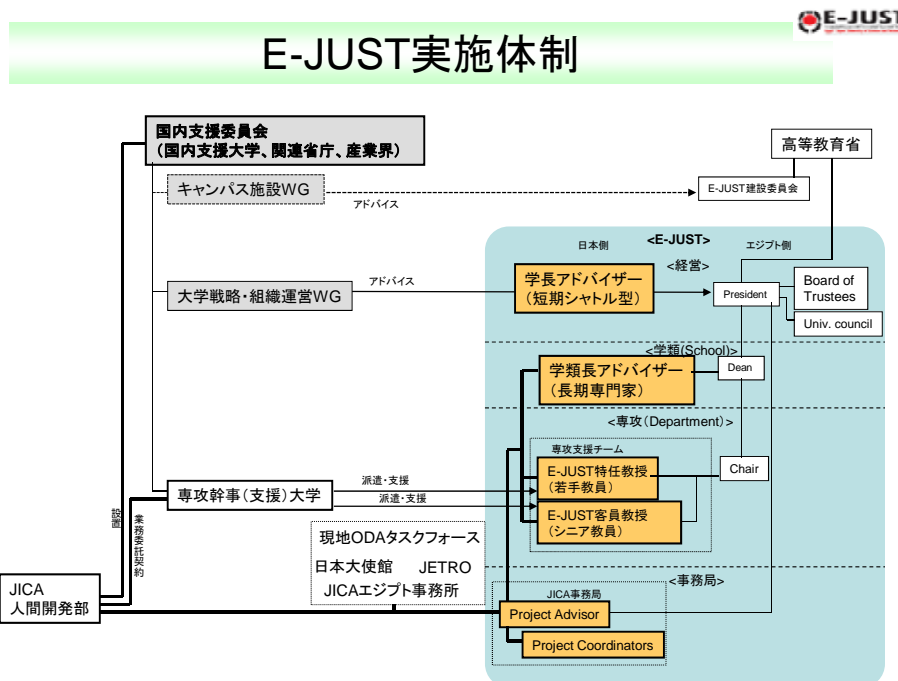 E-JUST
E-JUST実施体制
国内支援委員会
(国内支援大学、関連省庁、産業界)
高等教育省
キャンパス施設WG
アドバイス
E-JUST建設委員会
日本側
<E-JUST>
エジプト側
<経営>
大学戦略・組織運営WG
アドバイス
学長アドバイザー
(短期シャトル型)
President
Board of
Trustees
Univ. council
<学類(School)>
学類長アドバイザー
(長期専門家)
Dean
<専攻(Department)>
専攻支援チーム
E-JUST特任教授
(若手教員)
Chair
専攻幹事(支援)大学
派遣・支援
派遣・支援
E-JUST客員教授
(シニア教員)
設置
業務委託契約
現地ODAタスクフォース
日本大使館 JETRO
JICAエジプト事務所
JICA
人間開発部
<事務局>
JICA事務局
Project Advisor
Project Coordinators